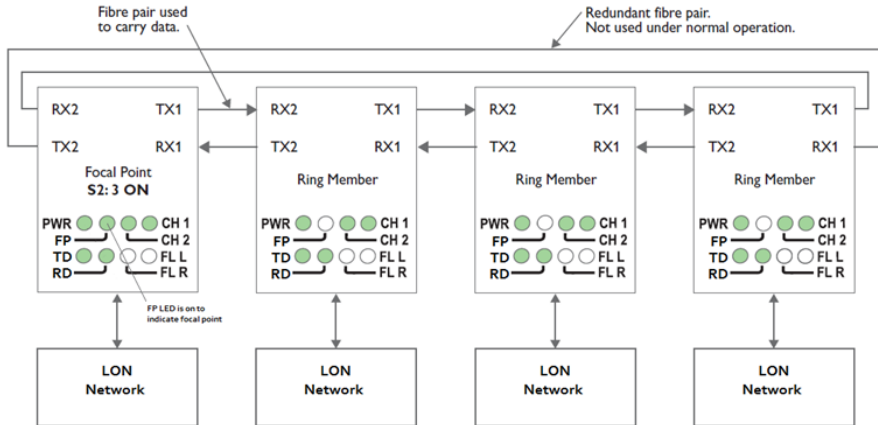 Fibre pair used
to carry data.
Redundant fibre pair.
Not used under normal operation.
RX2 TX1
TX2 RX1
Focal Point
S2: 3 ON
PWR CH 1
FP CH 2
TD FL L
RD FL R
FP LED is on to
indicate focal point
LON
Network
RX2 TX1
TX2 RX1
Ring Member
PWR CH 1
FP CH 2
TD FL L
RD FL R
LON
Network
RX2 TX1
TX2 RX1
Ring Member
PWR CH 1
FP CH 2
TD FL L
RD FL R
LON
Network
RX2 TX1
TX2 RX1
Ring Member
PWR CH 1
FP CH 2
TD FL L
RD FL R
LON
Network